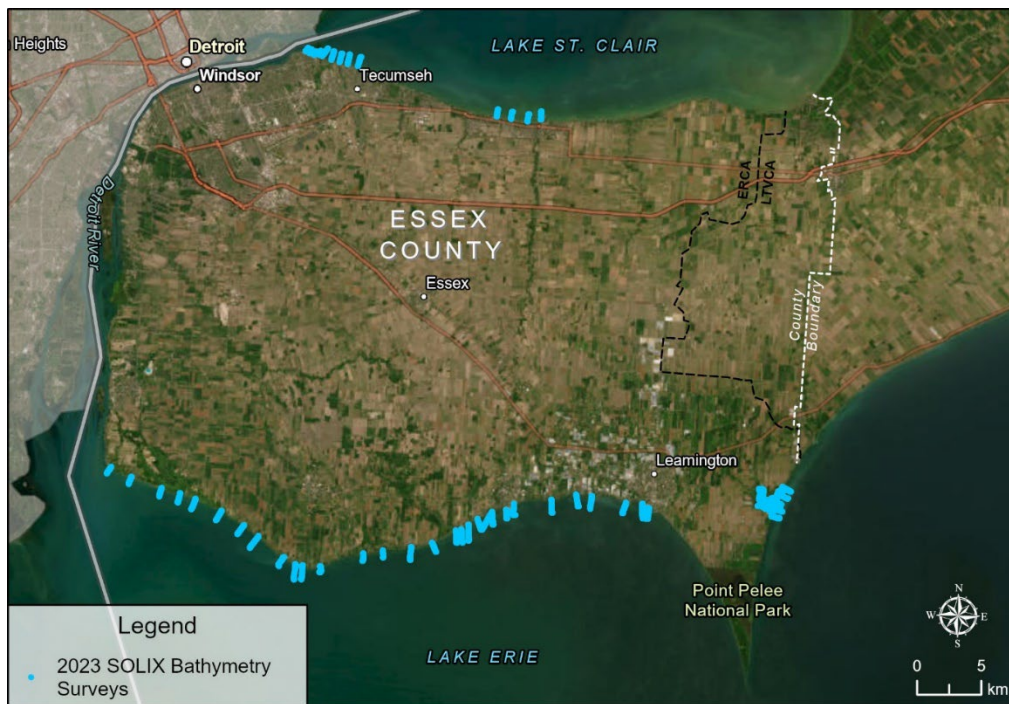 Heights
Detroit
Windsor
LAKE ST. CLAIR
Tecumseh
Detroit River
ERCA
LTVCA
ESSEX
COUNTY
Essex
County
Boundary
Leamington
Point Pelee
National Park
LAKE ERIE
Legend
2023 SOLIX Bathymetry
Surveys
N
W
E
S
0 5
km